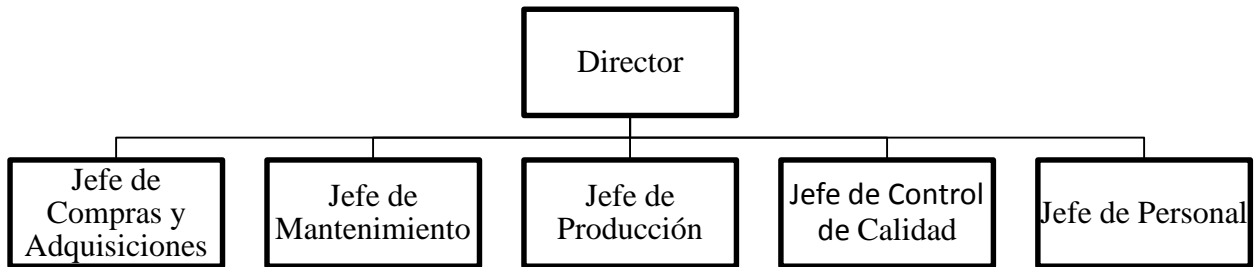 Director
Jefe de
Compras y
Adquisiciones
Jefe de
Mantenimiento
Jefe de
Producción
Jefe de Control
de Calidad
Jefe de Personal